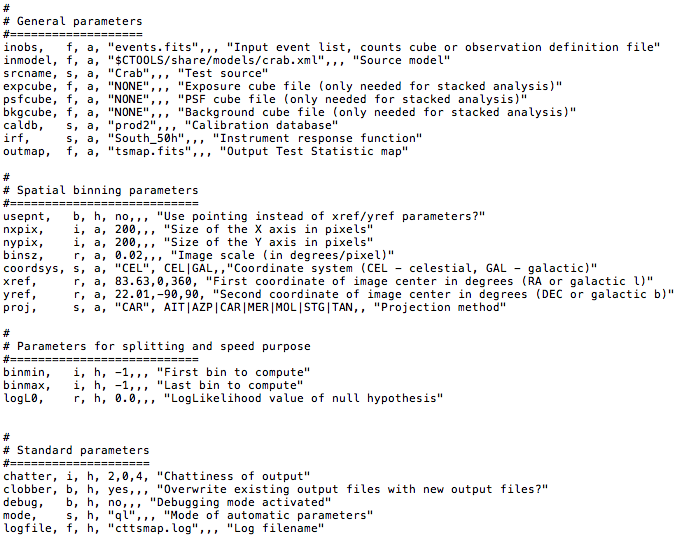 #
# General parameters
#===================
inobs,   f, a, "events.fits",,, "Input event list, counts cube or observation definition file"
inmodel, f, a, "$CTOOLS/share/models/crab.xml",,, "Source model"
srcname, s, a, "Crab",,, "Test source"
expcube, f, a, "NONE",,, "Exposure cube file (only needed for stacked analysis)"
psfcube, f, a, "NONE",,, "PSF cube file (only needed for stacked analysis)"
bkgcube, f, a, "NONE",,, "Background cube file (only needed for stacked analysis)"
caldb,   s, a, "prod2",,, "Calibration database"
irf,     s, a, "South_50h",,, "Instrument response function"
outmap,  f, a, "tsmap.fits",,, "Output Test Statistic map"
#
# Spatial binning parameters
#===========================
usepnt,   b, h, no,,, "Use pointing instead of xref/yref parameters?"
nxpix,    i, a, 200,,, "Size of the X axis in pixels"
nypix,    i, a, 200,,, "Size of the Y axis in pixels"
binsz,    r, a, 0.02,,, "Image scale (in degrees/pixel)"
coordsys, s, a, "CEL", CEL|GAL,,"Coordinate system (CEL - celestial, GAL - galactic)"
xref,     r, a, 83.63,0,360, "First coordinate of image center in degrees (RA or galactic l)"
yref,     r, a, 22.01,-90,90, "Second coordinate of image center in degrees (DEC or galactic b)"
proj,     s, a, "CAR", AIT|AZP|CAR|MER|MOL|STG|TAN,, "Projection method"
#
# Parameters for splitting and speed purpose
#===========================
binmin,   i, h, -1,,, "First bin to compute"
binmax,   i, h, -1,,, "Last bin to compute"
logL0,    r, h, 0.0,,, "LogLikelihood value of null hypothesis"
#
# Standard parameters
#====================
chatter, i, h, 2,0,4, "Chattiness of output"
clobber, b, h, yes,,, "Overwrite existing output files with new output files?"
debug,   b, h, no,,, "Debugging mode activated"
mode,    s, h, "ql",,, "Mode of automatic parameters"
logfile, f, h, "cttsmap.log",,, "Log filename"